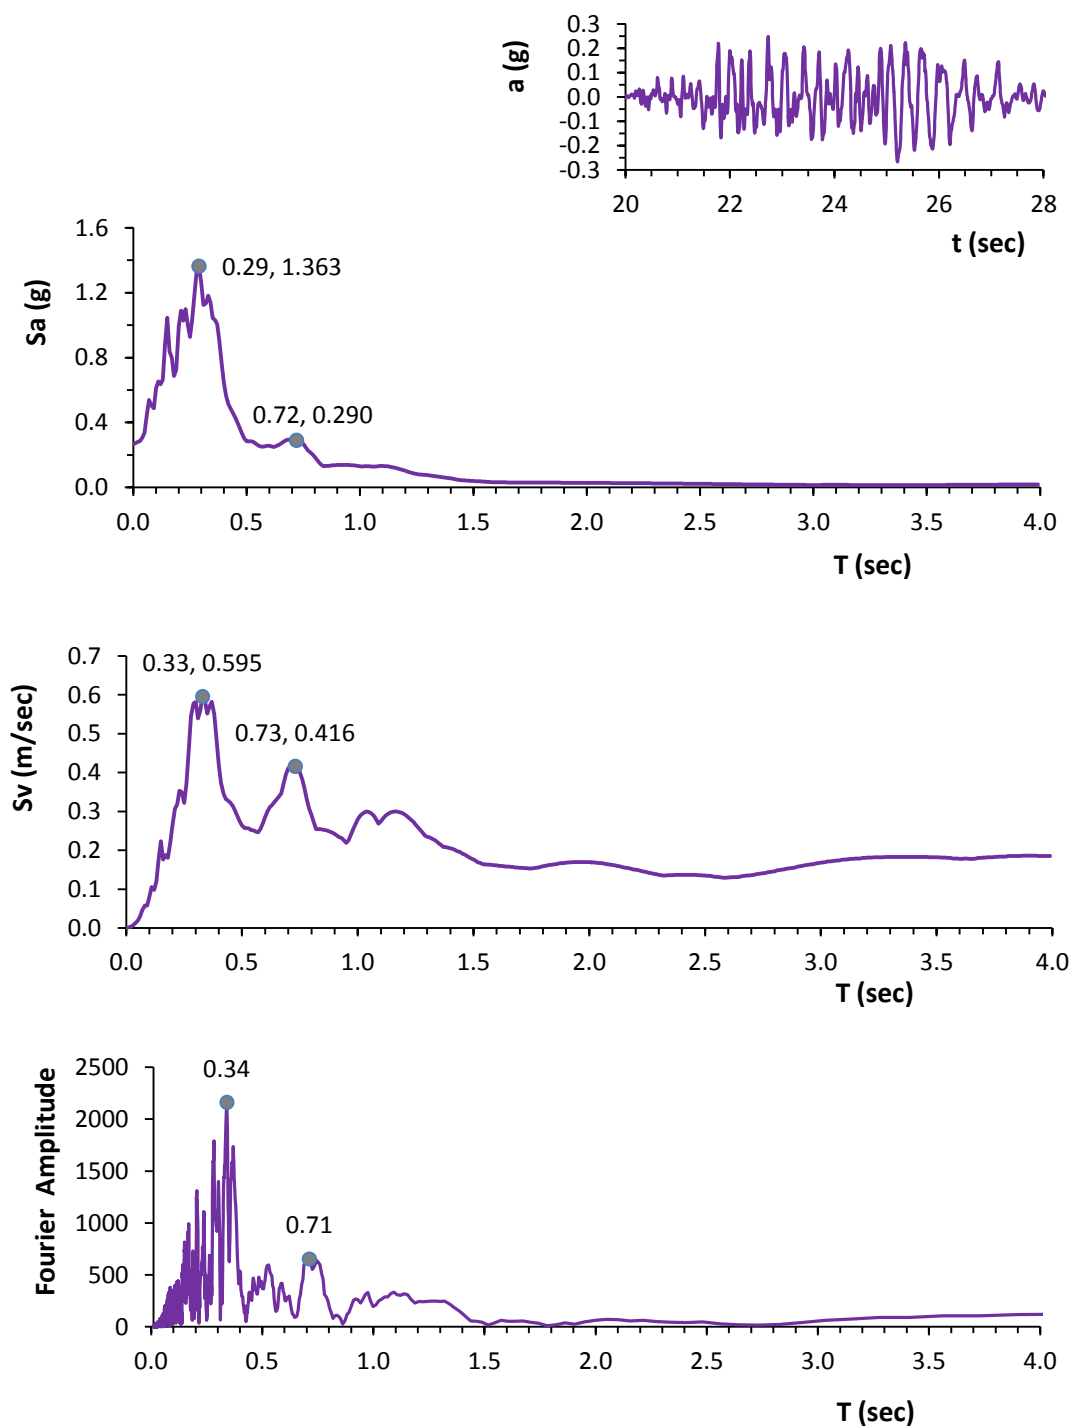 a (g)
0.3
0.2
0.1
0.0
-0.1
-0.2
-0.3
20 22 24 26 28
t (sec)
Sa (g)
1.6
1.2
0.8
0.4
0.0
0.29, 1.363
0.72, 0.290
0.0 0.5 1.0 1.5 2.0 2.5 3.0 3.5 4.0
T (sec)
Sv (m/sec)
0.7
0.6
0.5
0.4
0.3
0.2
0.1
0.0
0.33, 0.595
0.73, 0.416
0.0 0.5 1.0 1.5 2.0 2.5 3.0 3.5 4.0
T (sec)
Fourier Amplitude
2500
2000
1500
1000
500
0
0.34
0.71
0.0 0.5 1.0 1.5 2.0 2.5 3.0 3.5 4.0
T (sec)